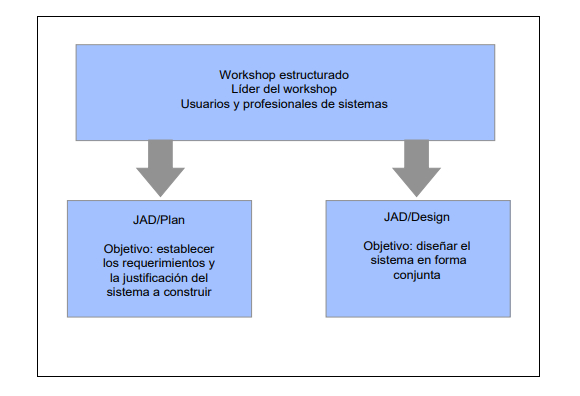 Workshop estructurado
Líder del workshop
Usuarios y profesionales de sistemas
JAD/Plan
Objetivo: establecer
los requerimientos y
la justificación del
sistema a construir
JAD/Design
Objetivo: diseñar el
sistema en forma
conjunta